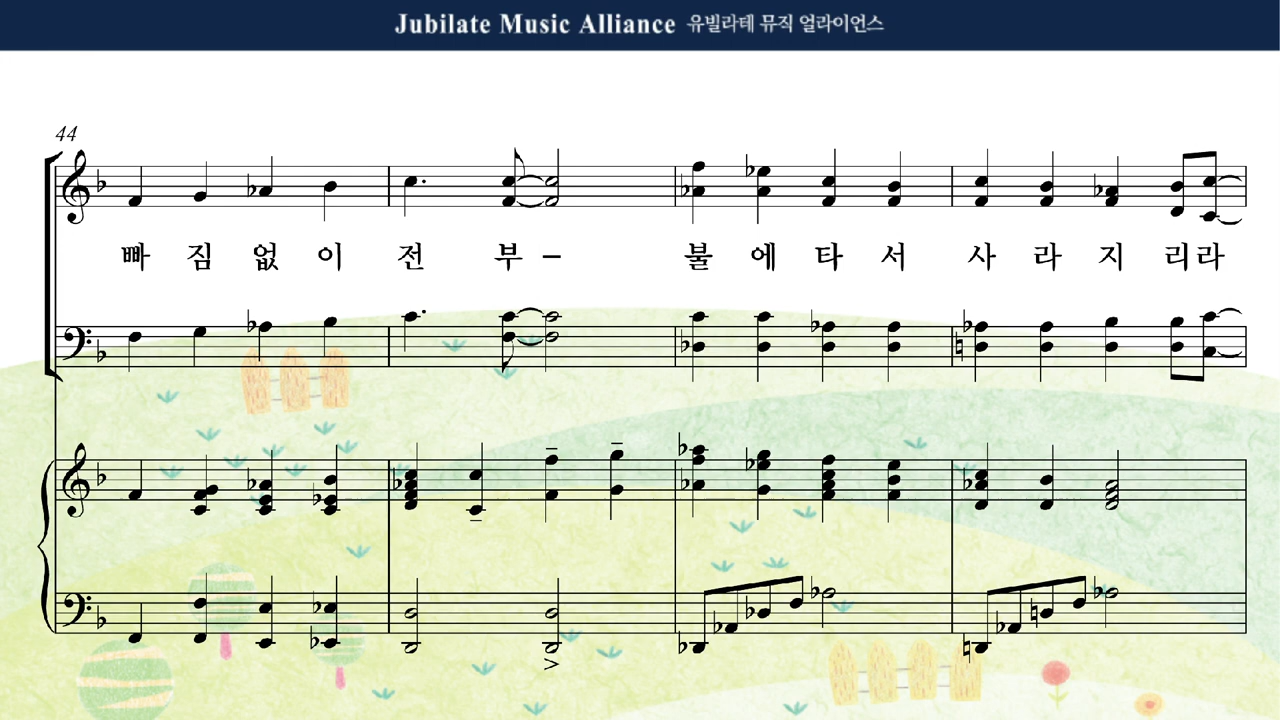 Jubilate Music Alliance 유빌라테 뮤직 얼라이언스
44
빠 짐 없 이 전 부 – 불 에 타 서 사 라 지 리 라